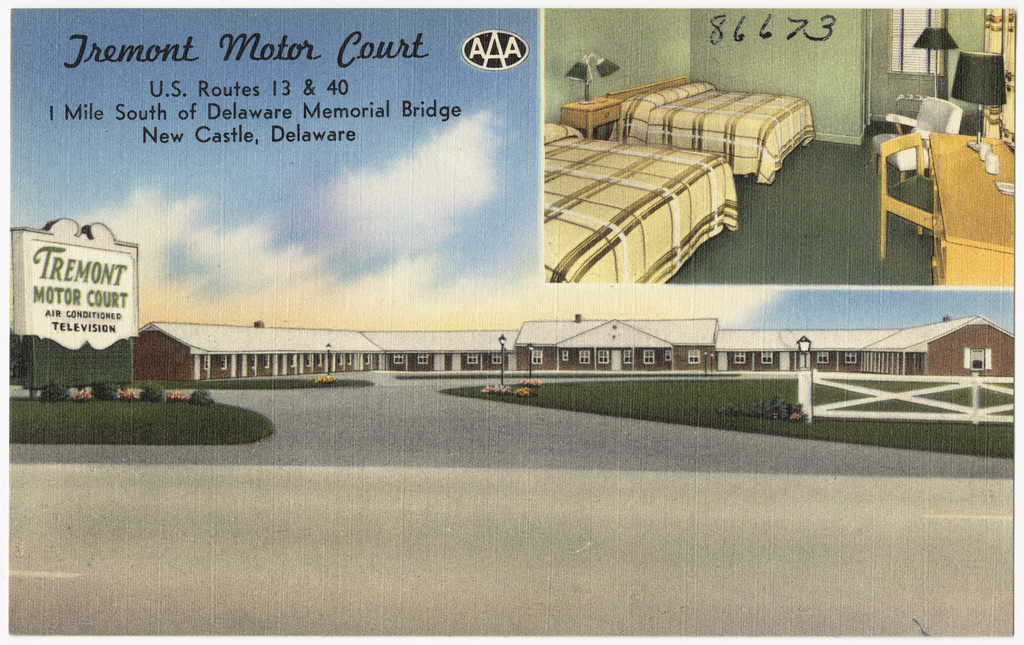 Tremont Motor Court
AAA
U.S. Routes 13 & 40
1 Mile South of Delaware Memorial Bridge
New Castle, Delaware
86673
TREMONT
MOTOR COURT
AIR CONDITIONED
TELEVISION